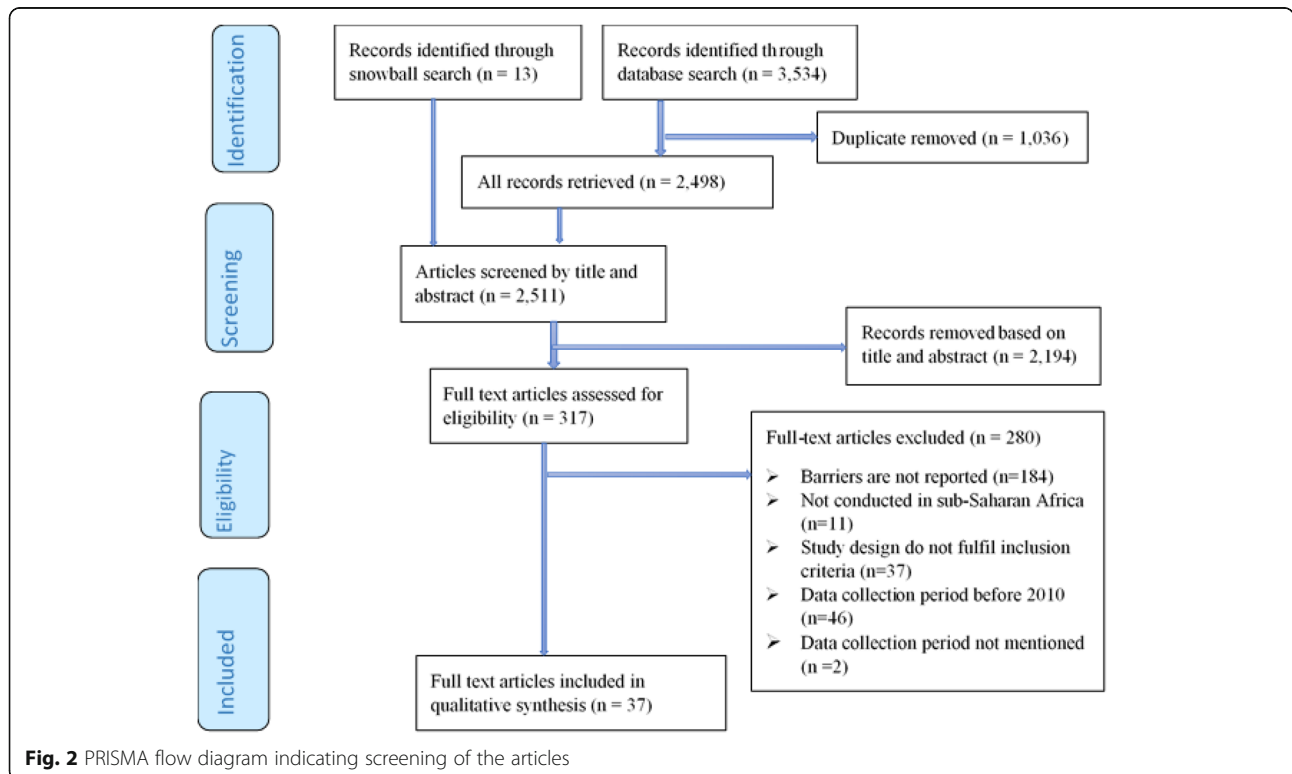 Identification
Records identified through
snowball search (n = 13)
Records identified through
database search (n = 3,534)
Duplicate removed (n = 1,036)
All records retrieved (n = 2,498)
Screening
Articles screened by title and
abstract (n = 2,511)
Records removed based on
title and abstract (n = 2,194)
Eligibility
Full text articles assessed for
eligibility (n = 317)
Full-text articles excluded (n = 280)
➤ Barriers are not reported (n=184)
➤ Not conducted in sub-Saharan Africa
(n=11)
➤ Study design do not fulfil inclusion
criteria (n=37)
➤ Data collection period before 2010
(n=46)
➤ Data collection period not mentioned
(n =2)
Included
Full text articles included in
qualitative synthesis (n = 37)
Fig. 2 PRISMA flow diagram indicating screening of the articles